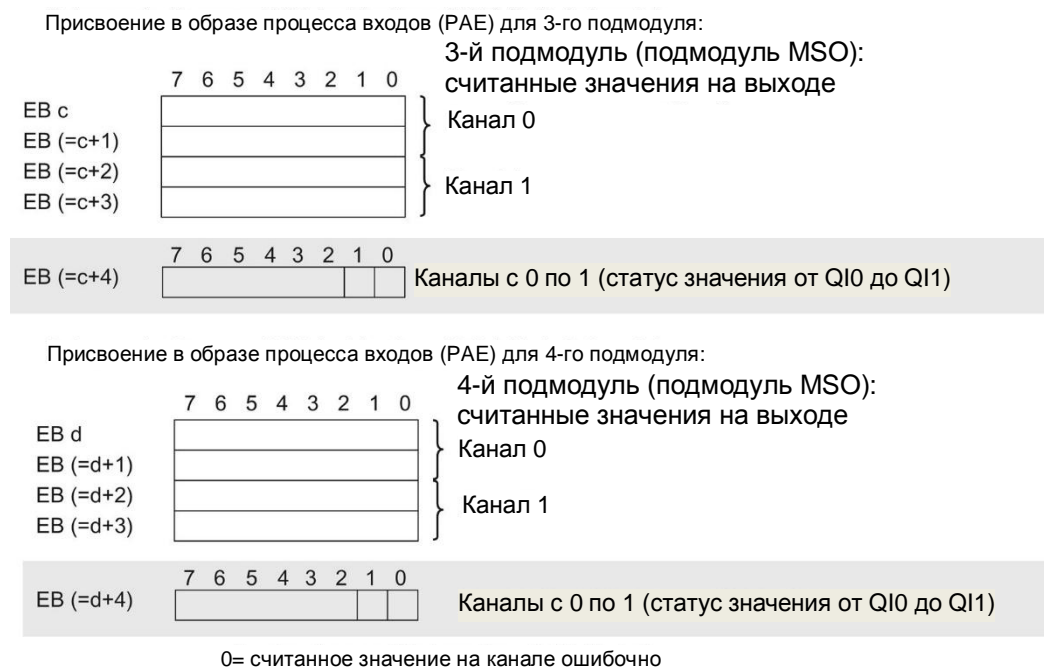 Присвоение в образе процесса входов (PAE) для 3-го подмодуля:
3-й подмодуль (подмодуль MSO):
считанные значения на выходе
7 6 5 4 3 2 1 0
EB c
EB (=c+1)
Канал 0
EB (=c+2)
EB (=c+3)
Канал 1
7 6 5 4 3 2 1 0
EB (=c+4)
Каналы с 0 по 1 (статус значения от QI0 до QI1)
Присвоение в образе процесса входов (PAE) для 4-го подмодуля:
4-й подмодуль (подмодуль MSO):
считанные значения на выходе
7 6 5 4 3 2 1 0
EB d
EB (=d+1)
Канал 0
EB (=d+2)
EB (=d+3)
Канал 1
7 6 5 4 3 2 1 0
EB (=d+4)
Каналы с 0 по 1 (статус значения от QI0 до QI1)
0= считанное значение на канале ошибочно